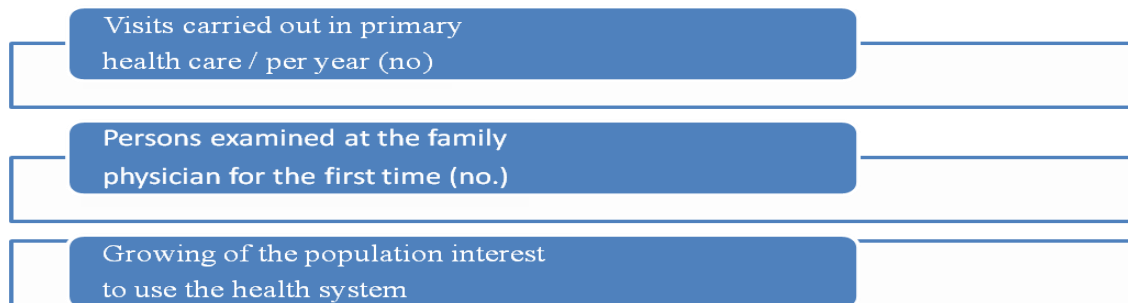 Visits carried out in primary
health care / per year (no)
Persons examined at the family
physician for the first time (no.)
Growing of the population interest
to use the health system